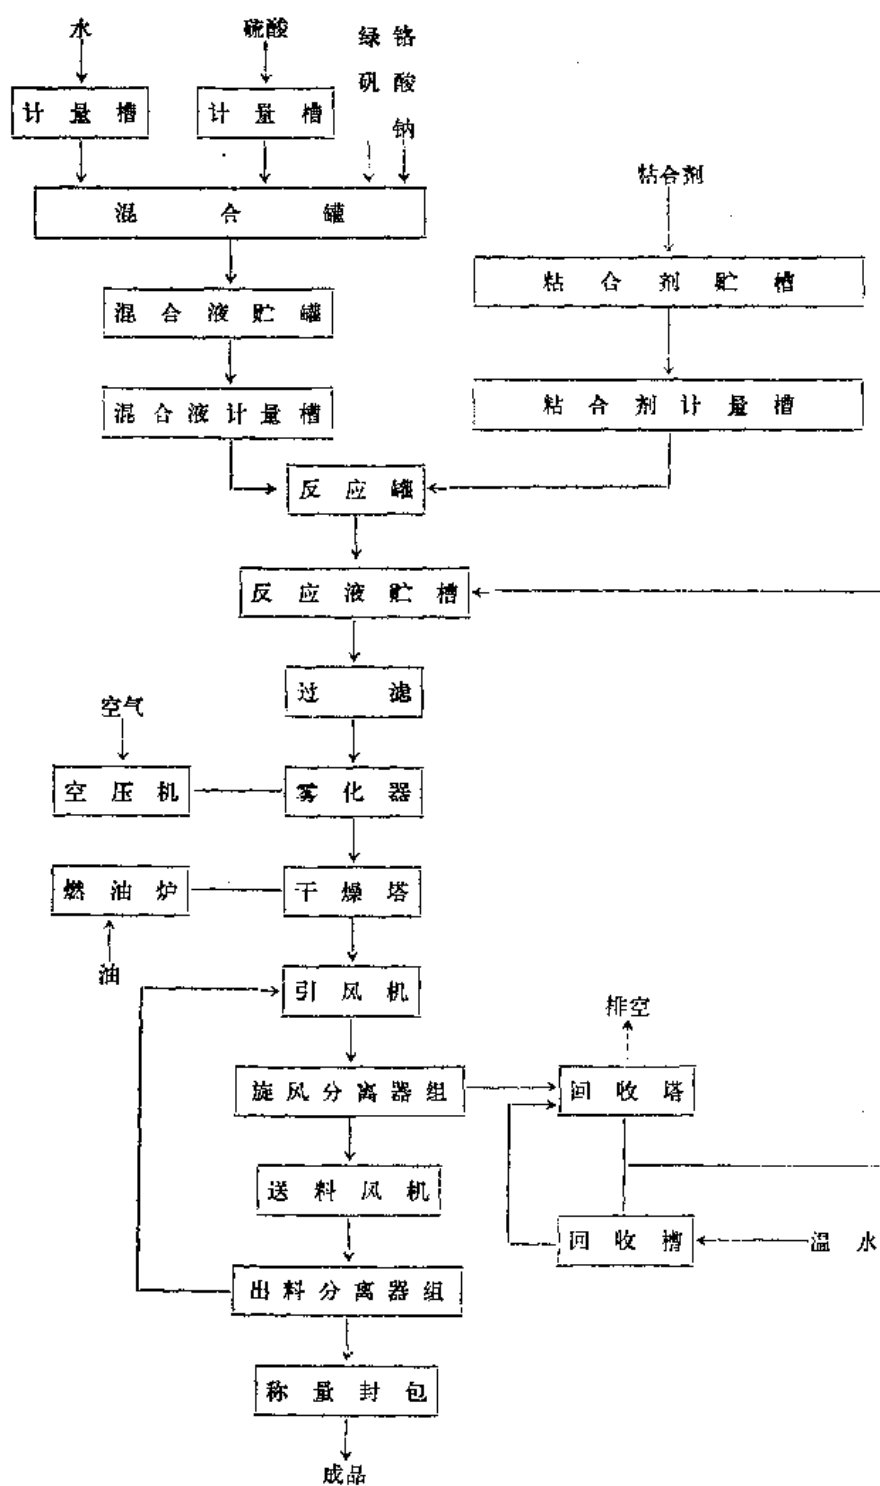 水
硫酸
绿矾
铬酸钠
计量槽
计量槽
混合罐
粘合剂
粘合剂贮槽
混合液贮罐
粘合剂计量槽
混合液计量槽
反应罐
反应液贮槽
过滤
空气
空压机
雾化器
燃油炉
干燥塔
油
引风机
排空
旋风分离器组
回收塔
送料风机
回收槽
温水
出料分离器组
称量封包
成品